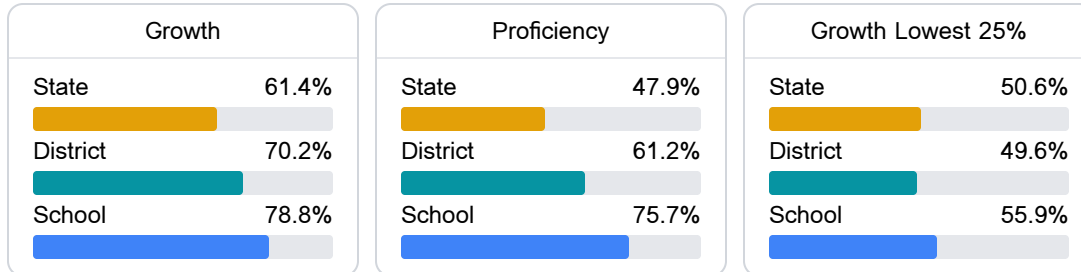 Growth
State 61.4%
District 70.2%
School 78.8%
Proficiency
State 47.9%
District 61.2%
School 75.7%
Growth Lowest 25%
State 50.6%
District 49.6%
School 55.9%